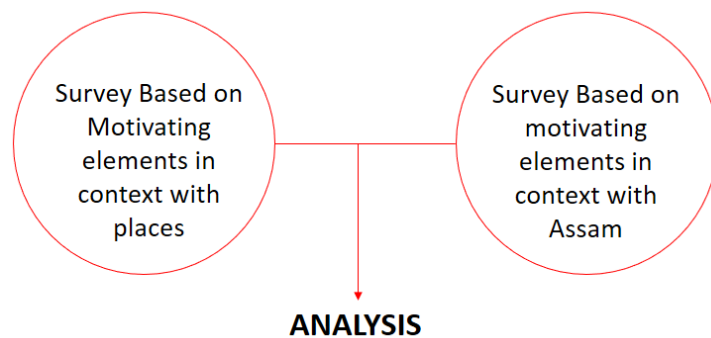 Survey Based on
Motivating
elements in
context with
places
Survey Based on
motivating
elements in
context with
Assam
ANALYSIS